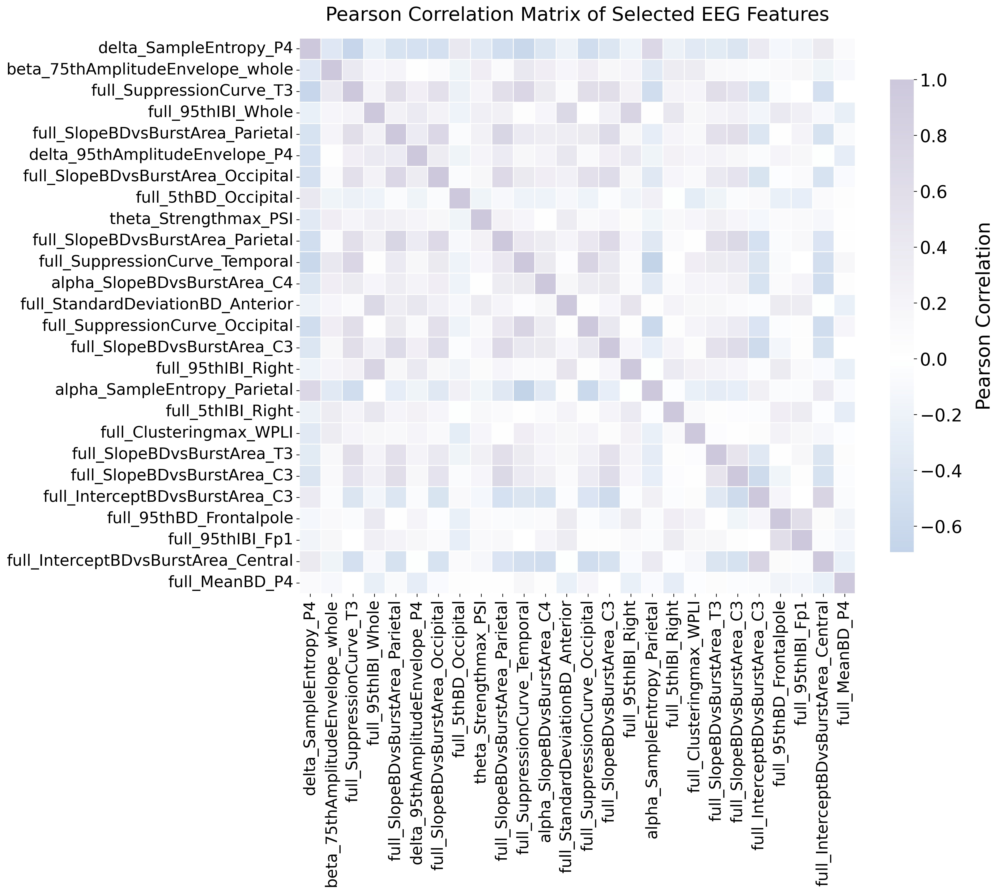 Pearson Correlation Matrix of Selected EEG Features
delta_SampleEntropy_P4
beta_75thAmplitudeEnvelope_whole
full_SuppressionCurve_T3
full_95thIBI_Whole
full_SlopeBDvsBurstArea_Parietal
delta_95thAmplitudeEnvelope_P4
full_SlopeBDvsBurstArea_Occipital
full_5thBD_Occipital
theta_Strengthmax_PSI
full_SlopeBDvsBurstArea_Parietal
full_SuppressionCurve_Temporal
alpha_SlopeBDvsBurstArea_C4
full_StandardDeviationBD_Anterior
full_SuppressionCurve_Occipital
full_SlopeBDvsBurstArea_C3
full_95thIBI_Right
alpha_SampleEntropy_Parietal
full_5thIBI_Right
full_Clusteringmax_WPLI
full_SlopeBDvsBurstArea_T3
full_SlopeBDvsBurstArea_C3
full_InterceptBDvsBurstArea_C3
full_95thBD_Frontalpole
full_95thIBI_Fp1
full_InterceptBDvsBurstArea_Central
full_MeanBD_P4
delta_SampleEntropy_P4
beta_75thAmplitudeEnvelope_whole
full_SuppressionCurve_T3
full_95thIBI_Whole
full_SlopeBDvsBurstArea_Parietal
delta_95thAmplitudeEnvelope_P4
full_SlopeBDvsBurstArea_Occipital
full_5thBD_Occipital
theta_Strengthmax_PSI
full_SlopeBDvsBurstArea_Parietal
full_SuppressionCurve_Temporal
alpha_SlopeBDvsBurstArea_C4
full_StandardDeviationBD_Anterior
full_SuppressionCurve_Occipital
full_SlopeBDvsBurstArea_C3
full_95thIBI_Right
alpha_SampleEntropy_Parietal
full_5thIBI_Right
full_Clusteringmax_WPLI
full_SlopeBDvsBurstArea_T3
full_SlopeBDvsBurstArea_C3
full_InterceptBDvsBurstArea_C3
full_95thBD_Frontalpole
full_95thIBI_Fp1
full_InterceptBDvsBurstArea_Central
full_MeanBD_P4
1.0
0.8
0.6
0.4
0.2
0.0
−0.2
−0.4
−0.6
Pearson Correlation